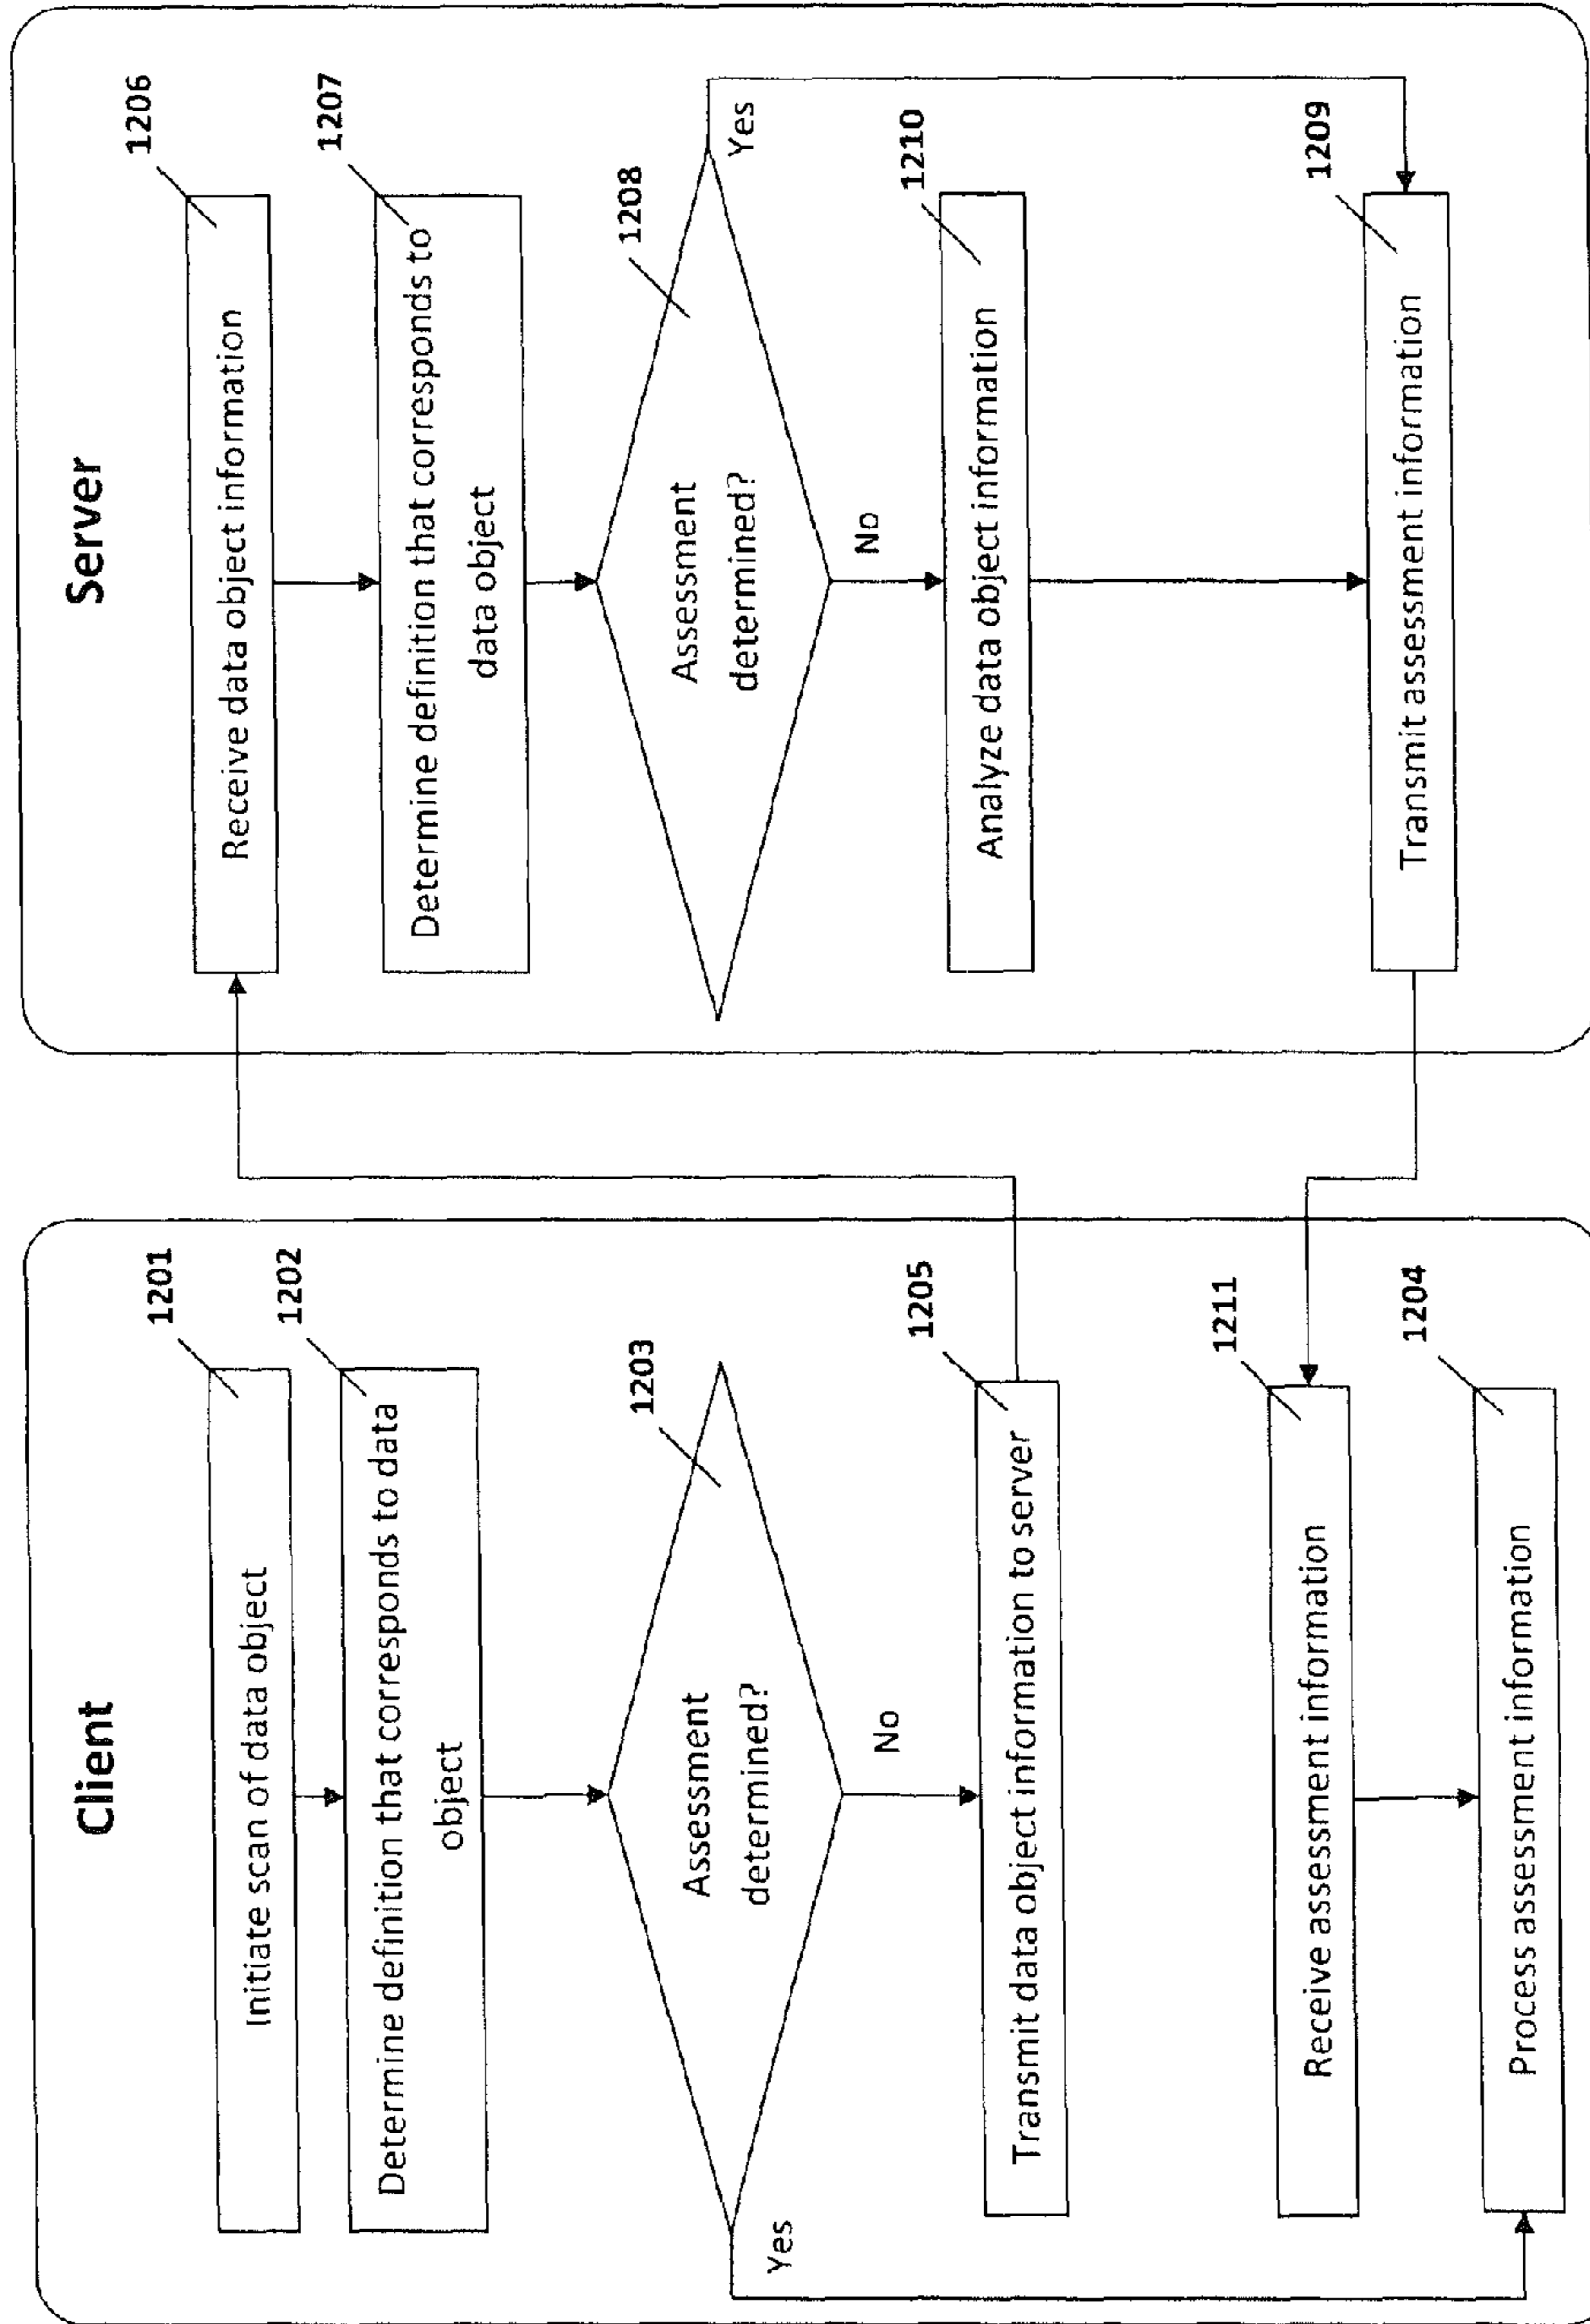 Client
1201
Initiate scan of data object
1202
Determine definition that corresponds to data
object
1203
Assessment
determined?
Yes
No
1205
Transmit data object information to server
1211
Receive assessment information
1204
Process assessment information
Server
1206
Receive data object information
1207
Determine definition that corresponds to
data object
1208
Assessment
determined?
Yes
No
1210
Analyze data object information
1209
Transmit assessment information